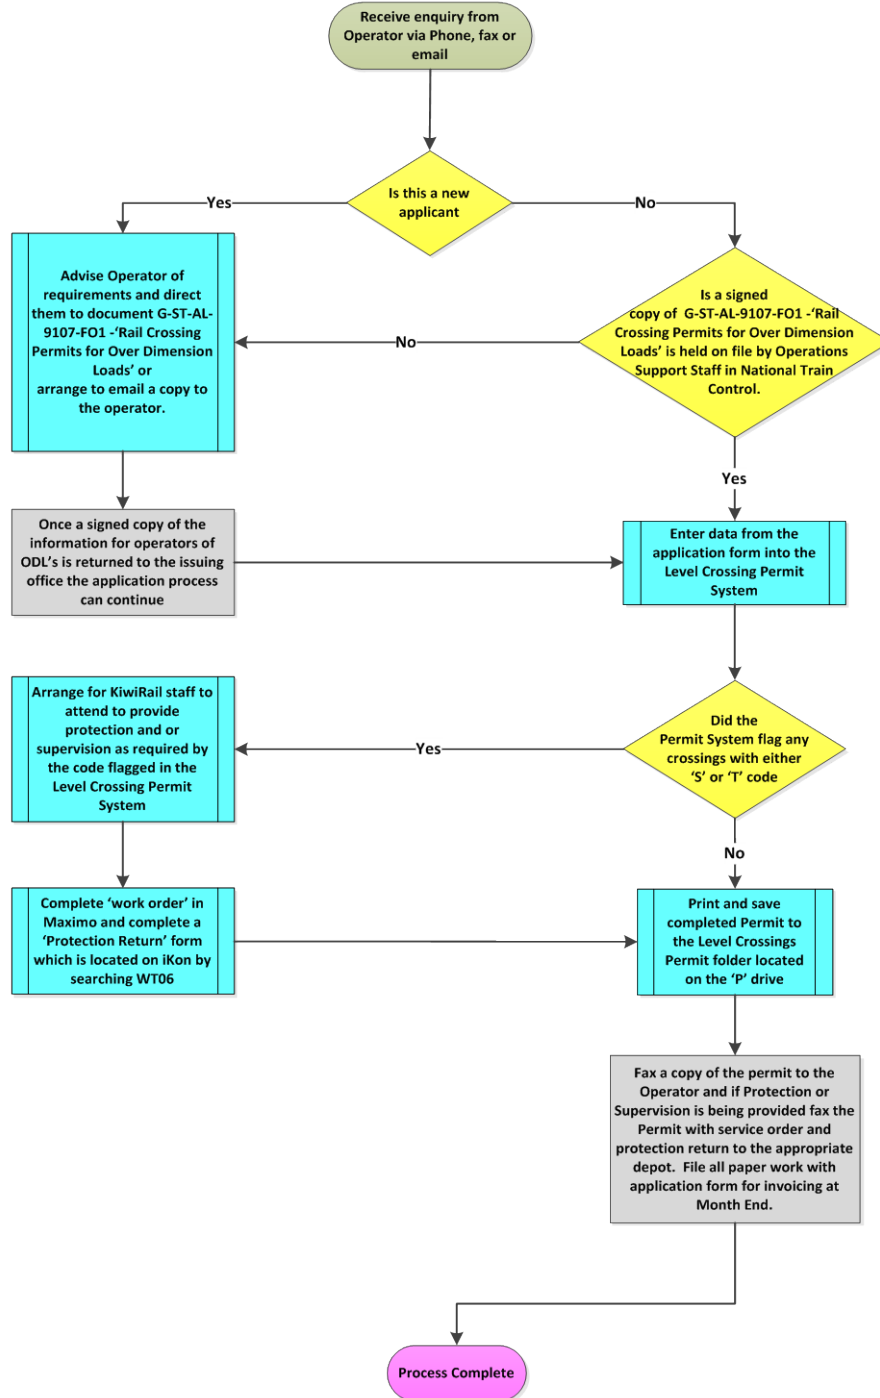 Receive enquiry from
Operator via Phone, fax or
email
Is this a new
applicant
Yes
No
Advise Operator of
requirements and direct
them to document G-ST-AL-
9107-FO1 -‘Rail Crossing
Permits for Over Dimension
Loads’ or
arrange to email a copy to
the operator.
Is a signed
copy of G-ST-AL-9107-FO1 -‘Rail
Crossing Permits for Over Dimension
Loads’ is held on file by Operations
Support Staff in National Train
Control.
No
Yes
Once a signed copy of the
information for operators of
ODL’s is returned to the issuing
office the application process
can continue
Enter data from the
application form into the
Level Crossing Permit
System
Arrange for KiwiRail staff to
attend to provide
protection and or
supervision as required by
the code flagged in the
Level Crossing Permit
System
Yes
Did the
Permit System flag any
crossings with either
‘S’ or ‘T’ code
No
Complete ‘work order’ in
Maximo and complete a
‘Protection Return’ form
which is located on iKon by
searching WT06
Print and save
completed Permit to
the Level Crossings
Permit folder located
on the ‘P’ drive
Fax a copy of the permit to the
Operator and if Protection or
Supervision is being provided fax the
Permit with service order and
protection return to the appropriate
depot. File all paper work with
application form for invoicing at
Month End.
Process Complete